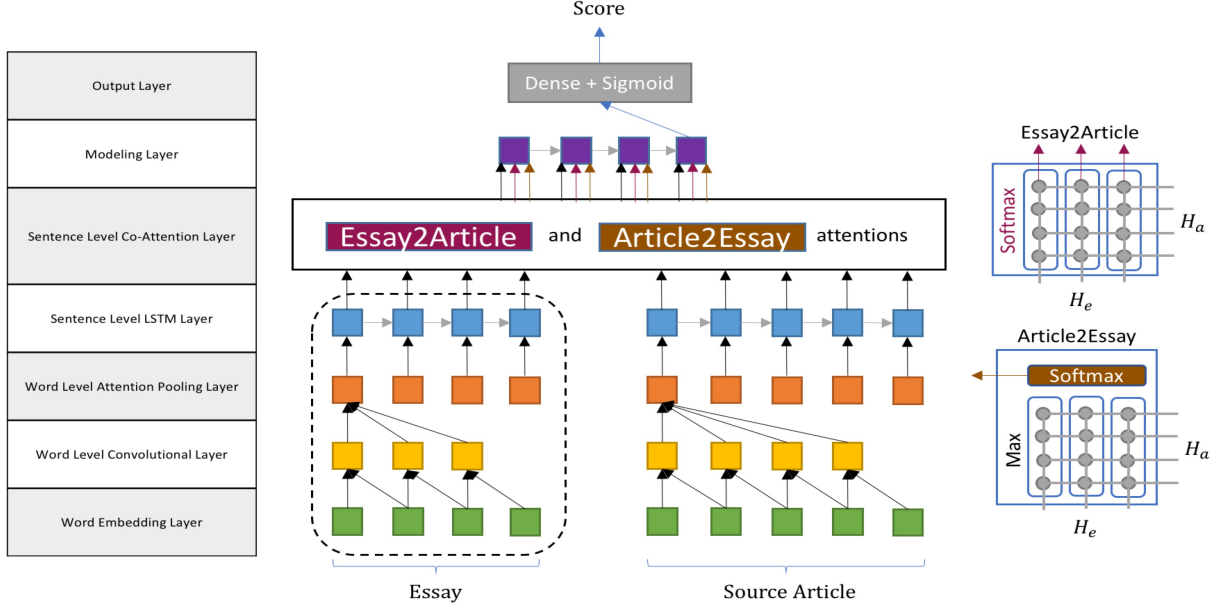 Score
Output Layer
Dense + Sigmoid
Modeling Layer
Sentence Level Co-Attention Layer
Essay2Article and Article2Essay attentions
Sentence Level LSTM Layer
Word Level Attention Pooling Layer
Word Level Convolutional Layer
Word Embedding Layer
Essay
Source Article
Essay2Article
Softmax
H_a
H_e
Article2Essay
Softmax
Max
H_a
H_e